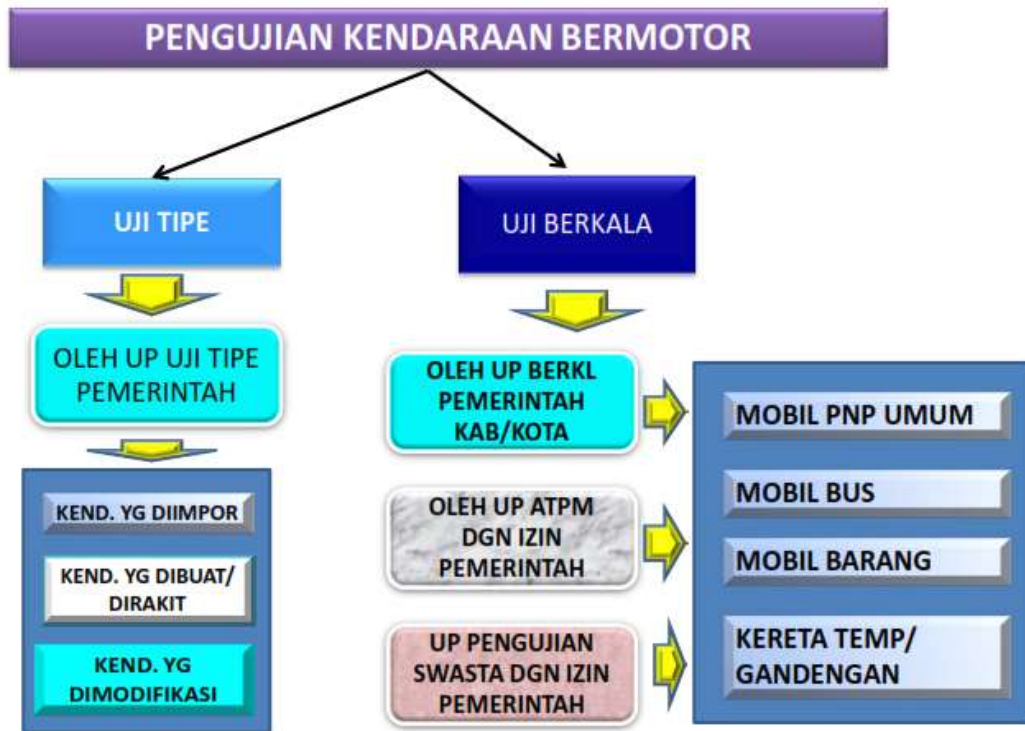 PENGUJIAN KENDARAAN BERMOTOR
UJI TIPE
OLEH UP UJI TIPE
PEMERINTAH
KEND. YG DIIMPOR
KEND. YG DIBUAT/
DIRAKIT
KEND. YG
DIMODIFIKASI
UJI BERKALA
OLEH UP BERKL
PEMERINTAH
KAB/KOTA
OLEH UP ATPM
DGN IZIN
PEMERINTAH
UP PENGUJIAN
SWASTA DGN IZIN
PEMERINTAH
MOBIL PNP UMUM
MOBIL BUS
MOBIL BARANG
KERETA TEMP/
GANDENGAN